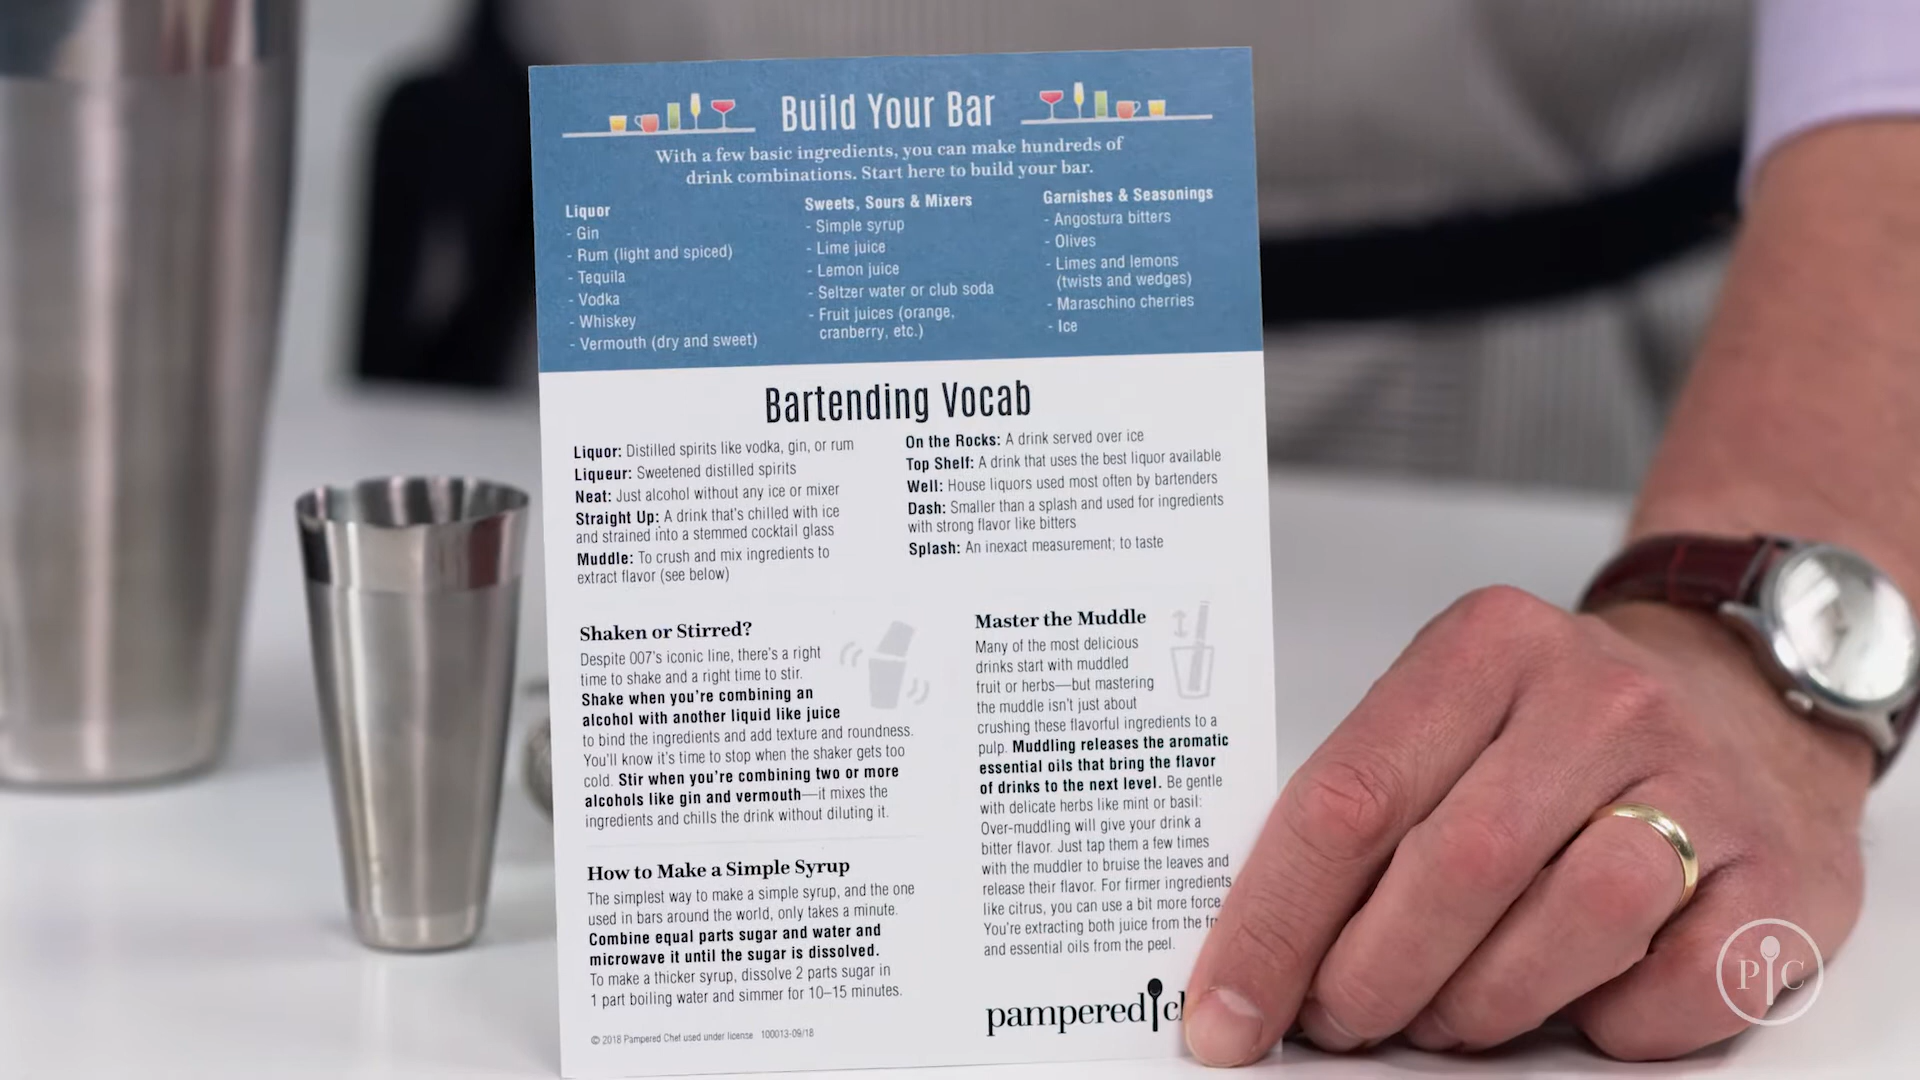 Build Your Bar
With a few basic ingredients, you can make hundreds of
drink combinations. Start here to build your bar.
Liquor
- Gin
- Rum (light and spiced)
- Tequila
- Vodka
- Whiskey
- Vermouth (dry and sweet)
Sweets, Sours & Mixers
- Simple syrup
- Lime juice
- Lemon juice
- Seltzer water or club soda
- Fruit juices (orange,
cranberry, etc.)
Garnishes & Seasonings
- Angostura bitters
- Olives
- Limes and lemons
(twists and wedges)
- Maraschino cherries
- Ice
Bartending Vocab
Liquor: Distilled spirits like vodka, gin, or rum
Liqueur: Sweetened distilled spirits
Neat: Just alcohol without any ice or mixer
Straight Up: A drink that's chilled with ice
and strained into a stemmed cocktail glass
Muddle: To crush and mix ingredients to
extract flavor (see below)
On the Rocks: A drink served over ice
Top Shelf: A drink that uses the best liquor available
Well: House liquors used most often by bartenders
Dash: Smaller than a splash and used for ingredients
with strong flavor like bitters
Splash: An inexact measurement; to taste
Shaken or Stirred?
Despite 007's iconic line, there's a right
time to shake and a right time to stir.
Shake when you're combining an
alcohol with another liquid like juice
to bind the ingredients and add texture and roundness.
You'll know it's time to stop when the shaker gets too
cold. Stir when you're combining two or more
alcohols like gin and vermouth—it mixes the
ingredients and chills the drink without diluting it.
How to Make a Simple Syrup
The simplest way to make a simple syrup, and the one
used in bars around the world, only takes a minute.
Combine equal parts sugar and water and
microwave it until the sugar is dissolved.
To make a thicker syrup, dissolve 2 parts sugar in
1 part boiling water and simmer for 10–15 minutes.
© 2018 Pampered Chef used under license 100013-09/18
Master the Muddle
Many of the most delicious
drinks start with muddled
fruit or herbs—but mastering
the muddle isn't just about
crushing these flavorful ingredients to a
pulp. Muddling releases the aromatic
essential oils that bring the flavor
of drinks to the next level. Be gentle
with delicate herbs like mint or basil:
Over-muddling will give your drink a
bitter flavor. Just tap them a few times
with the muddler to bruise the leaves and
release their flavor. For firmer ingredients
like citrus, you can use a bit more force.
You're extracting both juice from the
and essential oils from the peel.
pampered
PC